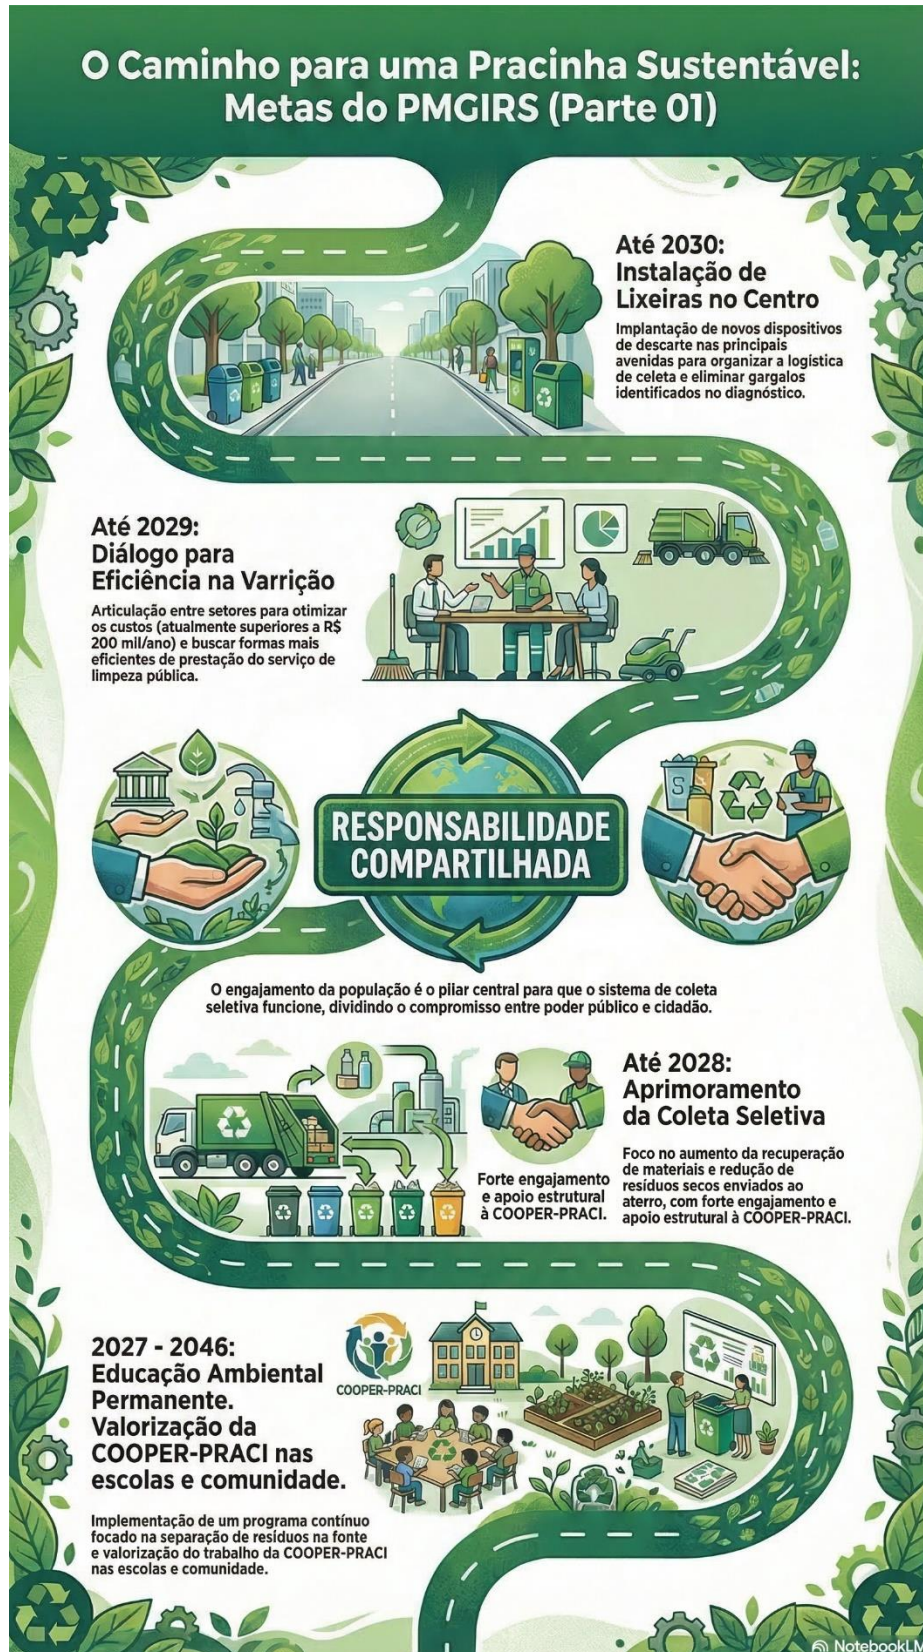 O Caminho para uma Pracinha Sustentável:
Metas do PMGIRS (Parte 01)
Até 2030:
Instalação de
Lixeiras no Centro
Implantação de novos dispositivos
de descarte nas principais
avenidas para organizar a logística
de celeta e eliminar gargalos
identificados no diagnóstico.
Até 2029:
Diálogo para
Eficiência na Varrição
Articulação entre setores para otimizar
os custos (atualmente superiores a R$
200 mil/ano) e buscar formas mais
eficientes de prestação do serviço de
limpeza pública.
S
RESPONSABILIDADE
COMPARTILHADA
O engajamento da população é o pilar central para que o sistema de coleta
seletiva funcione, dividindo o compromisso entre poder público e cidadão.
Até 2028:
Aprimoramento
da Coleta Seletiva
Foco no aumento da recuperação
de materiais e redução de
resíduos secos enviados ao
aterro, com forte engajamento e
apoio estrutural à COOPER-PRACI.
Forte engajamento
e apoio estrutural
à COOPER-PRACI.
2027 - 2046:
Educação Ambiental
Permanente.
Valorização da
COOPER-PRACI nas
escolas e comunidade.
Implementação de um programa contínuo
focado na separação de resíduos na fonte
e valorização do trabalho da COOPER-PRACI
nas escolas e comunidade.
COOPER-PRACI
NotebookLM